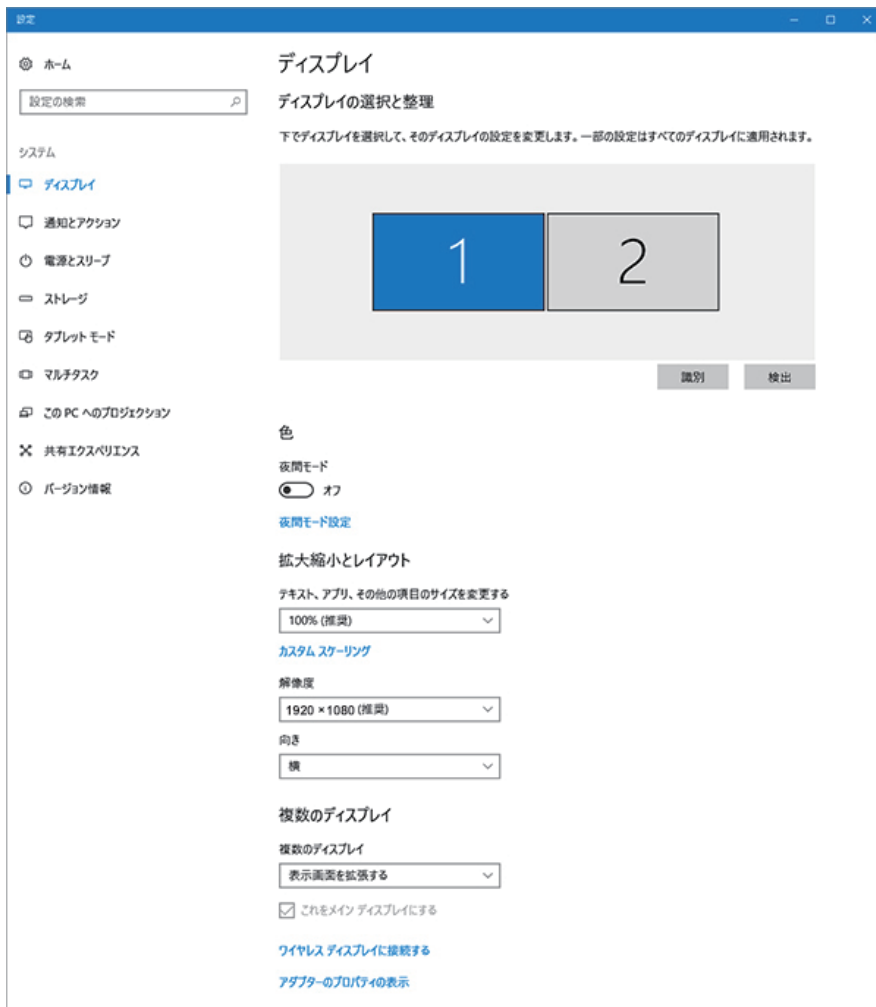 設定
ホーム
設定の検索
システム
ディスプレイ
通知とアクション
電源とスリープ
ストレージ
タブレット モード
マルチタスク
この PC へのプロジェクション
共有エクスペリエンス
バージョン情報
ディスプレイ
ディスプレイの選択と整理
下でディスプレイを選択して、そのディスプレイの設定を変更します。一部の設定はすべてのディスプレイに適用されます。
1
2
識別
検出
色
夜間モード
オフ
夜間モード設定
拡大縮小とレイアウト
テキスト、アプリ、その他の項目のサイズを変更する
100% (推奨)
カスタム スケーリング
解像度
1920 ×1080 (推奨)
向き
横
複数のディスプレイ
複数のディスプレイ
表示画面を拡張する
これをメイン ディスプレイにする
ワイヤレス ディスプレイに接続する
アダプターのプロパティの表示